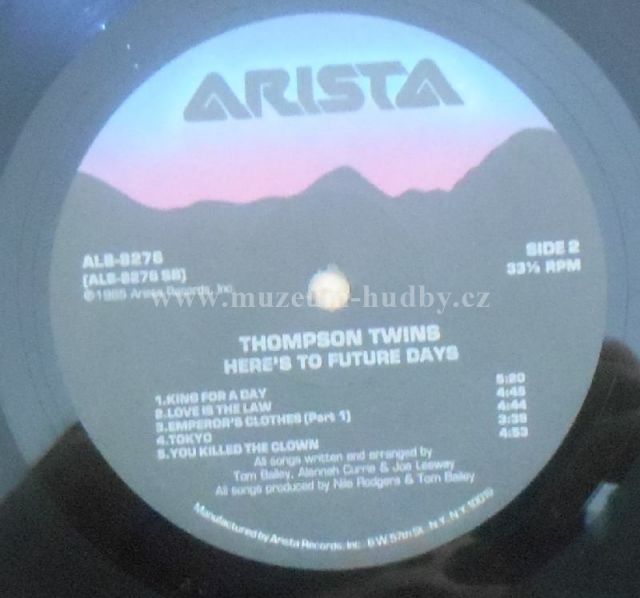 ARISTA
AL8-8276
[AL8-8276 SB]
℗1985 Arista Records, Inc.
SIDE 2
33⅓ RPM
www.muzeum-hudby.cz
THOMPSON TWINS
HERE'S TO FUTURE DAYS
1.KING FOR A DAY 5:20
2.LOVE IS THE LAW 4:45
3.EMPEROR'S CLOTHES (Part 1) 4:44
4.TOKYO 3:38
5.YOU KILLED THE CLOWN 4:53
All songs written and arranged by
Tom Bailey, Alannah Currie & Joe Leeway
All songs produced by Nile Rodgers & Tom Bailey
Manufactured by Arista Records, Inc. 6 W. 57th St., N.Y., N.Y. 10019